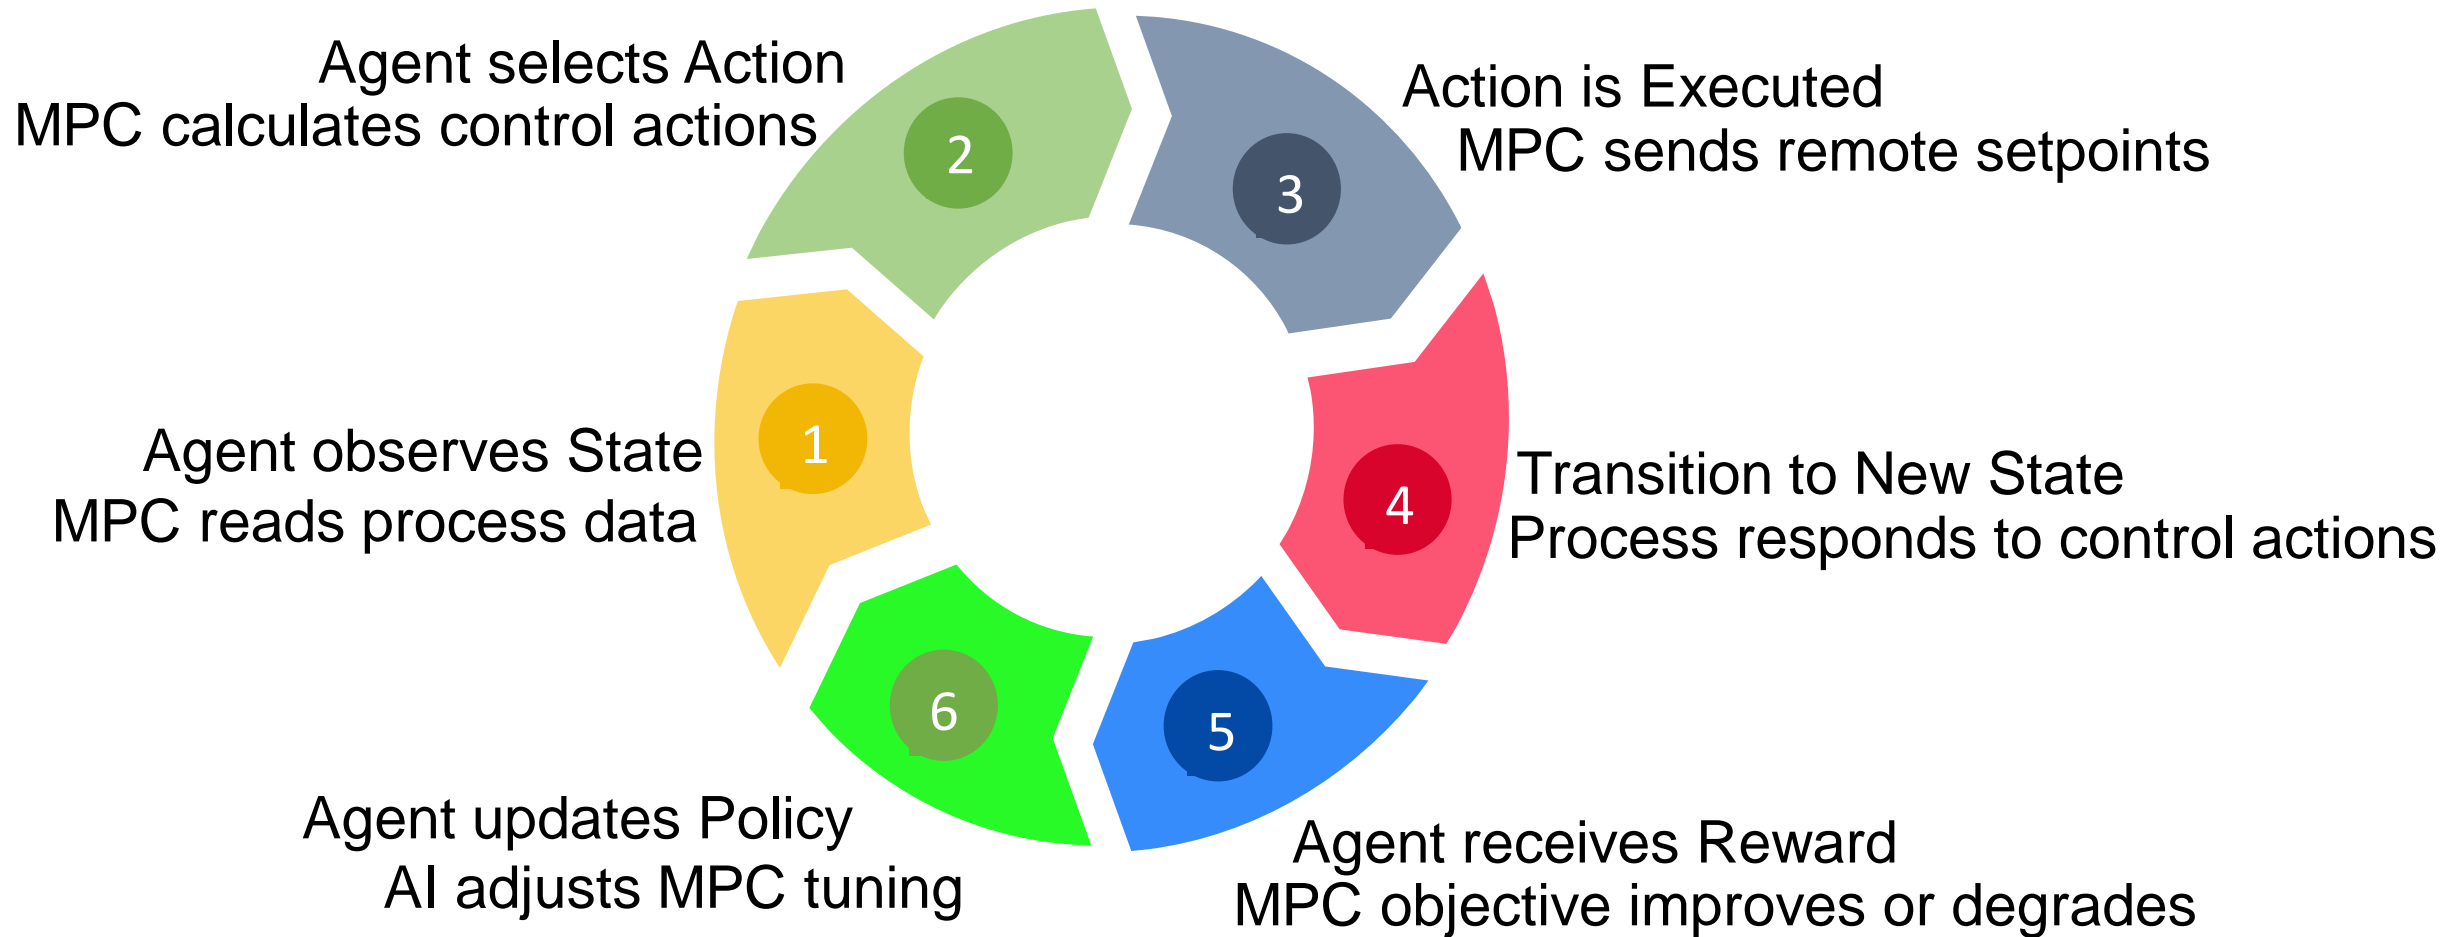 Agent selects Action
MPC calculates control actions
2
3
Action is Executed
MPC sends remote setpoints
Agent observes State
MPC reads process data
1
4
Transition to New State
Process responds to control actions
6
5
Agent updates Policy
AI adjusts MPC tuning
Agent receives Reward
MPC objective improves or degrades